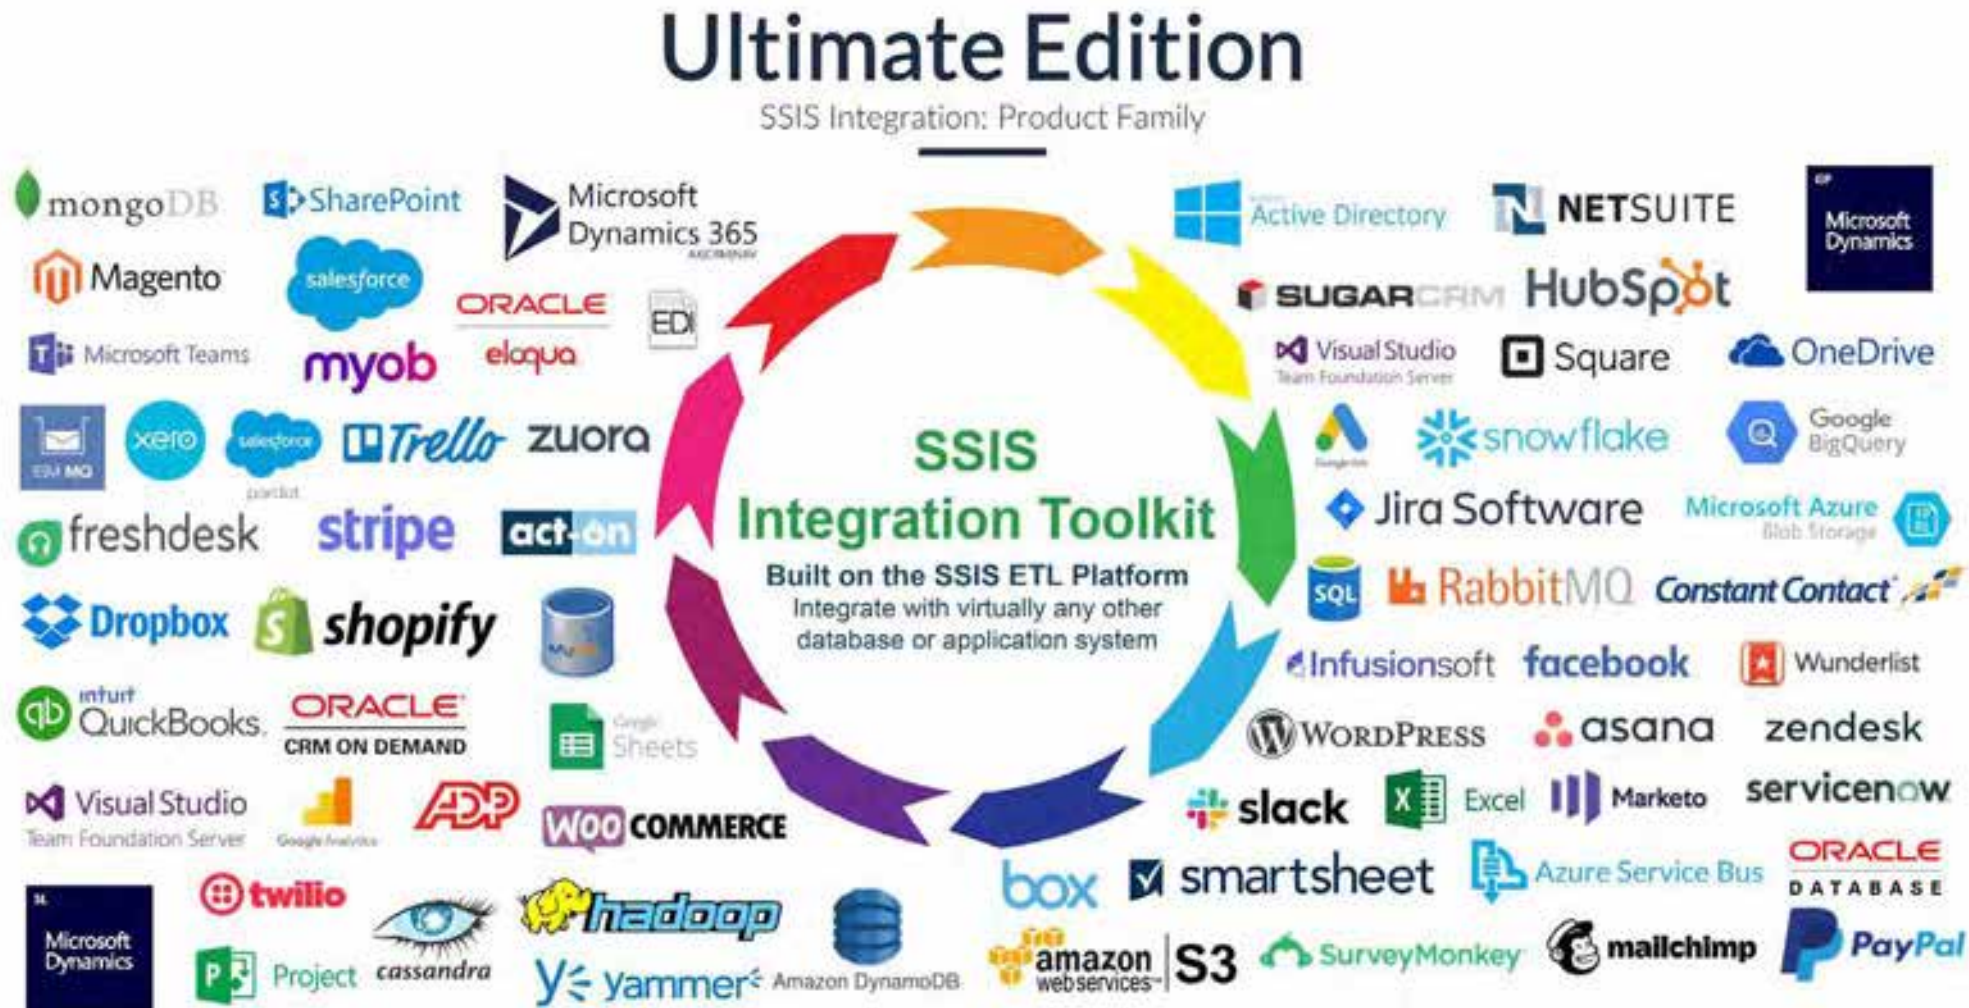 Ultimate Edition
SSIS Integration: Product Family
mongoDB
SharePoint
Microsoft
Dynamics 365
Magento
salesforce
ORACLE
eloqua
EDI
Microsoft Teams
myob
xero
salesforce
pardot
Trello
zuora
MQ
freshdesk
stripe
act-on
Dropbox
shopify
intuit
QuickBooks.
ORACLE
CRM ON DEMAND
Google
Sheets
Visual Studio
Team Foundation Server
Google Analytics
ADP
WOO COMMERCE
SL
Microsoft
Dynamics
twilio
Project
cassandra
hadoop
yammer
Amazon DynamoDB
SSIS
Integration Toolkit
Built on the SSIS ETL Platform
Integrate with virtually any other
database or application system
Active Directory
NETSUITE
GP
Microsoft
Dynamics
SUGARCRM
HubSpot
Visual Studio
Team Foundation Server
Square
OneDrive
snowflake
Google
BigQuery
Jira Software
Microsoft Azure
Blob Storage
SQL
RabbitMQ
Constant Contact
Infusionsoft
facebook
Wunderlist
WORDPRESS
asana
zendesk
slack
Excel
Marketo
servicenow
box
smartsheet
Azure Service Bus
ORACLE
DATABASE
amazon
webservices
S3
SurveyMonkey
mailchimp
PayPal